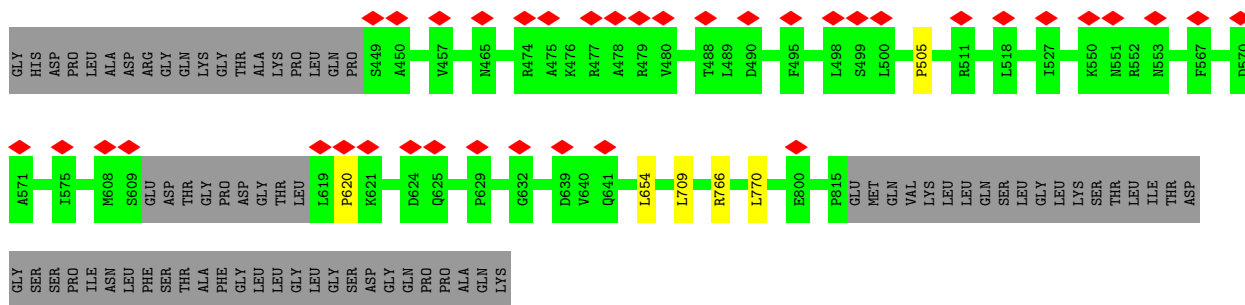 GLY HIS ASP PRO LEU ALA ASP ARG GLY GLN LYS GLY THR ALA LYS PRO LEU GLN PRO S449 A450 V457 N465 R474 A475 K476 R477 A478 R479 V480 T488 L489 D490 F495 L498 S499 L500 P505 R511 L518 I527 K550 N551 R552 N553 F567 D570
A571 I575 M608 S609 GLU ASP THR GLY PRO ASP GLY THR LEU L619 P620 K621 D624 Q625 P629 G632 D639 V640 Q641 L654 L709 R766 L770 E800 P815 GLU MET GLN VAL LYS LEU LEU GLN SER LEU GLY LEU LYS SER THR LEU ILE THR ASP
GLY SER SER PRO ILE ASN LEU PHE SER THR ALA PHE GLY LEU LEU GLY LEU GLY SER ASP GLY GLN PRO PRO ALA GLN LYS